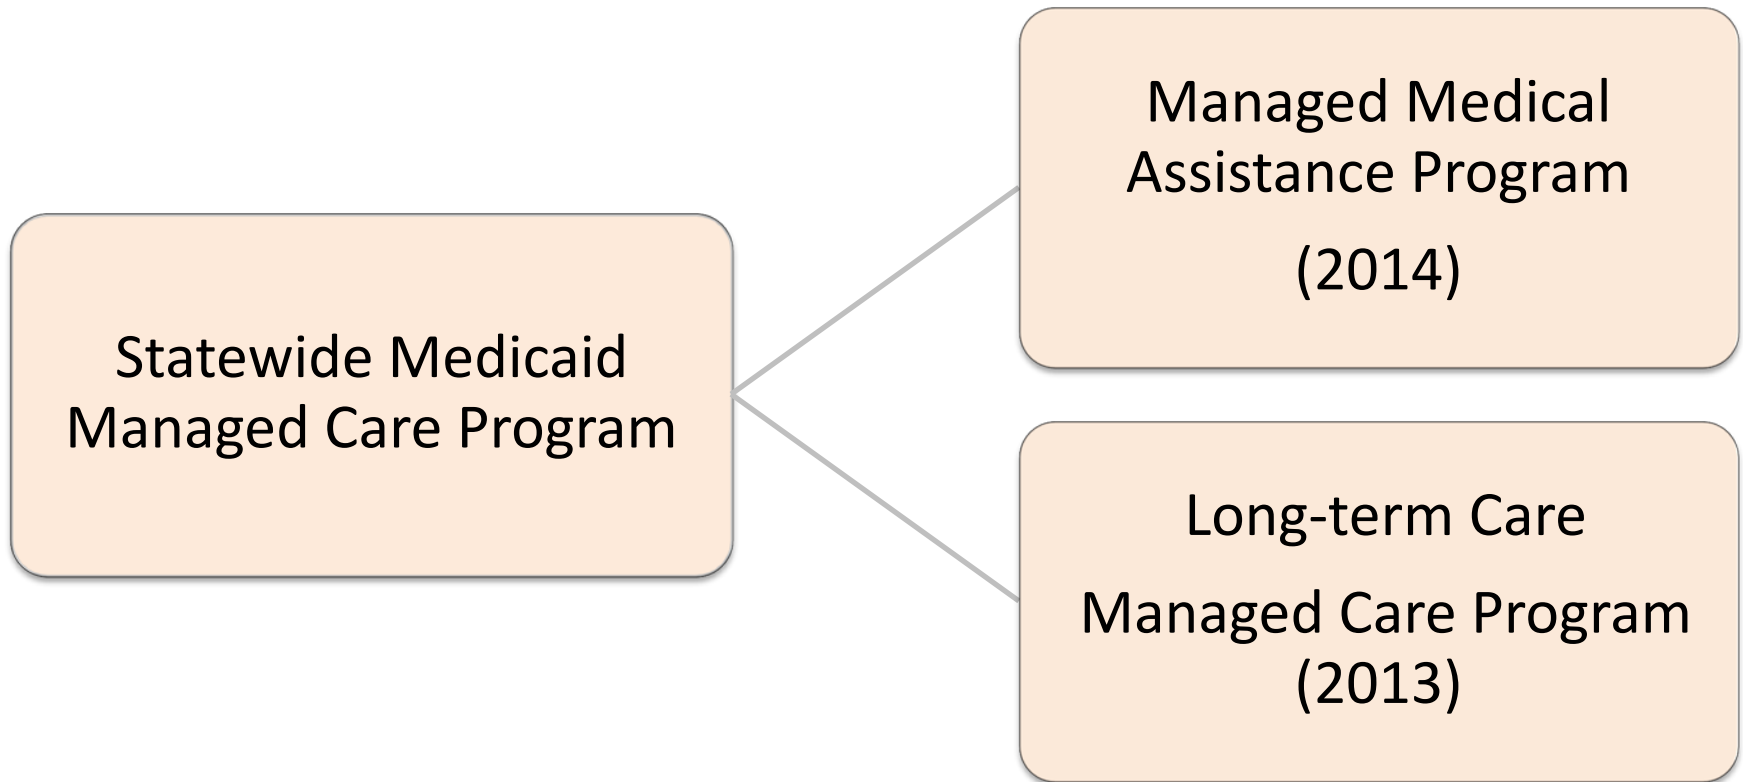 Statewide Medicaid
Managed Care Program
Managed Medical
Assistance Program
(2014)
Long-term Care
Managed Care Program
(2013)